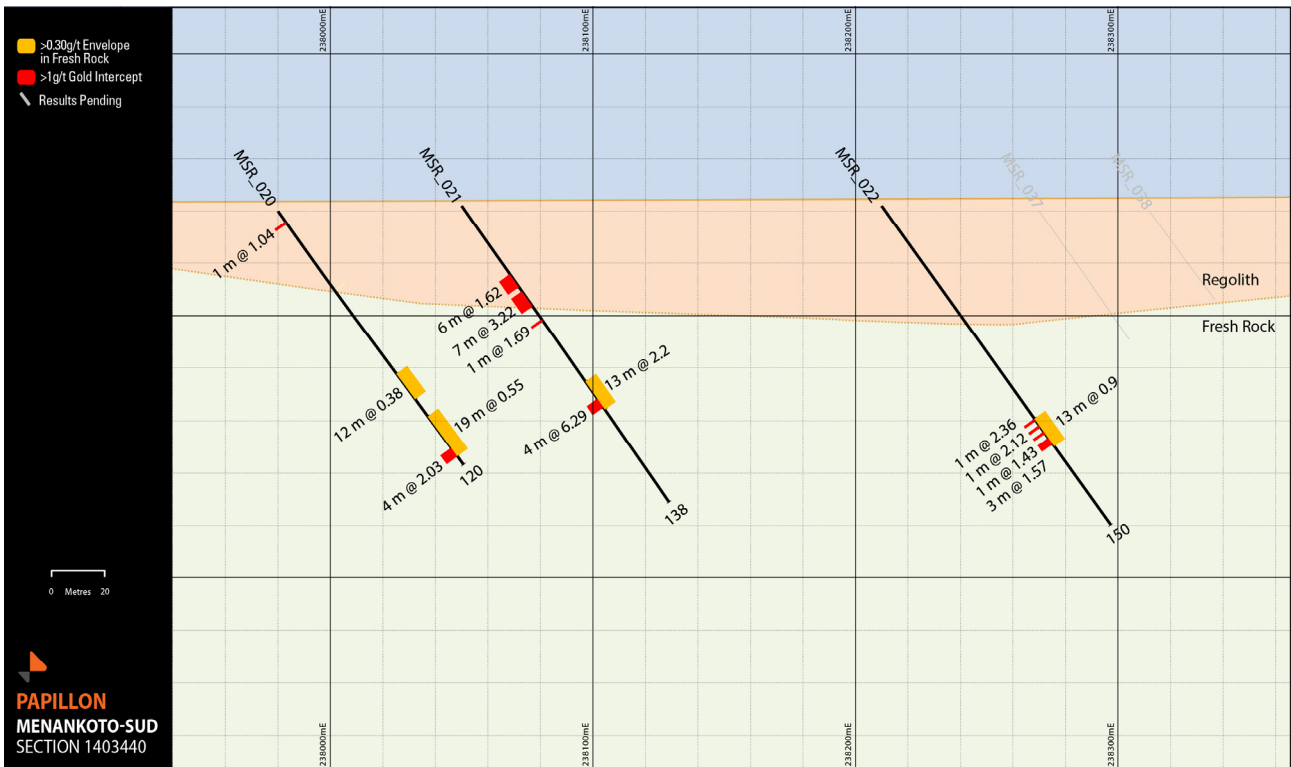 238000mE
238100mE
238200mE
238300mE
>0.30g/t Envelope
in Fresh Rock
>1g/t Gold Intercept
Results Pending
MSR_020
MSR_021
MSR_022
MSR_037
MSR_038
1 m @ 1.04
6 m @ 1.62
7 m @ 3.22
1 m @ 1.69
Regolith
Fresh Rock
12 m @ 0.38
19 m @ 0.55
4 m @ 2.03
120
13 m @ 2.2
4 m @ 6.29
138
13 m @ 0.9
1 m @ 2.36
1 m @ 2.12
1 m @ 1.43
3 m @ 1.57
150
0 Metres 20
PAPILLON
MENANKOTO-SUD
SECTION 1403440
238000mE
238100mE
238200mE
238300mE